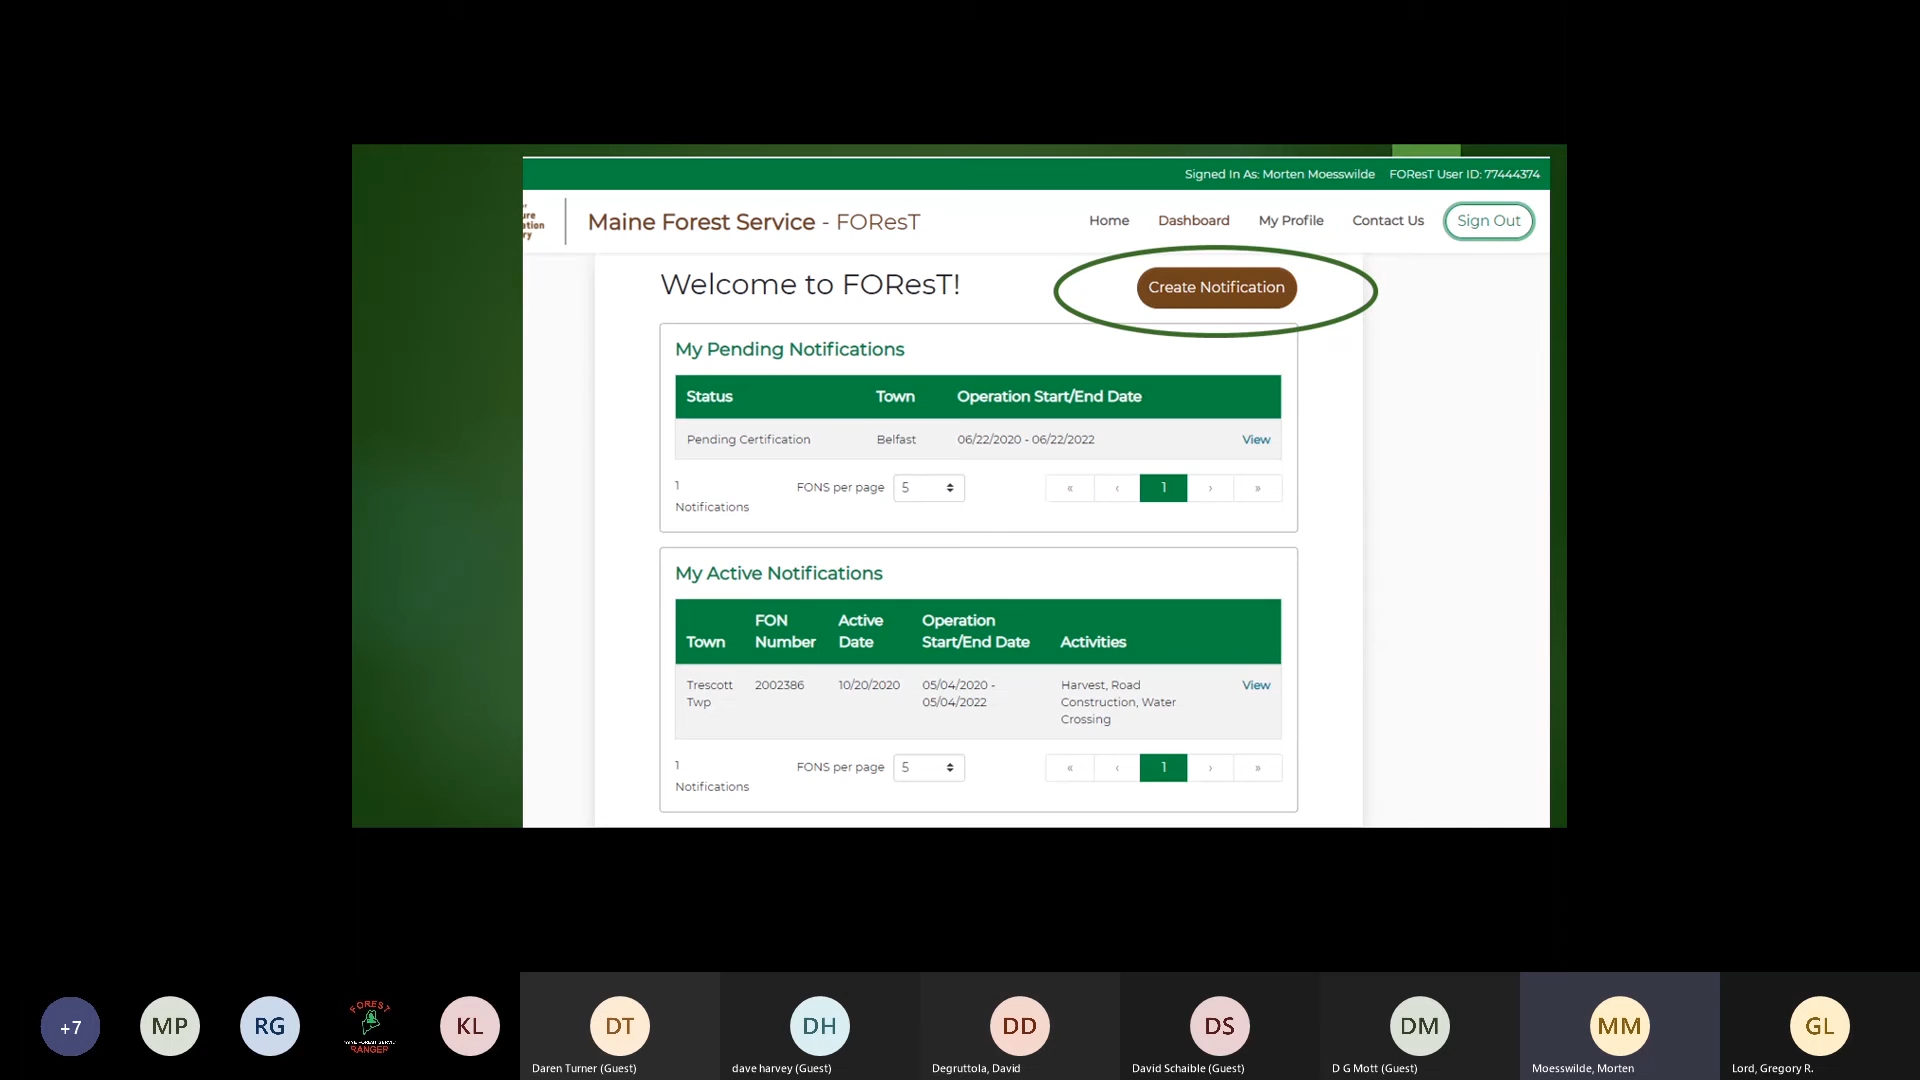 Signed In As: Morten Moesswilde FOResT User ID: 77444374
Maine Forest Service - FOResT
Home Dashboard My Profile Contact Us Sign Out
Welcome to FOResT!
Create Notification
My Pending Notifications
Status Town Operation Start/End Date
Pending Certification Belfast 06/22/2020 - 06/22/2022 View
1
Notifications
FONS per page 5
« ‹ 1 › »
My Active Notifications
Town
FON
Number
Active
Date
Operation
Start/End Date
Activities
Trescott
Twp
2002386
10/20/2020
05/04/2020 -
05/04/2022
Harvest, Road
Construction, Water
Crossing
View
1
Notifications
FONS per page 5
« ‹ 1 › »
+7
MP
RG
FOREST
RANGER
KL
DT
Daren Turner (Guest)
DH
dave harvey (Guest)
DD
Degruttola, David
DS
David Schaible (Guest)
DM
D G Mott (Guest)
MM
Moesswilde, Morten
GL
Lord, Gregory R.